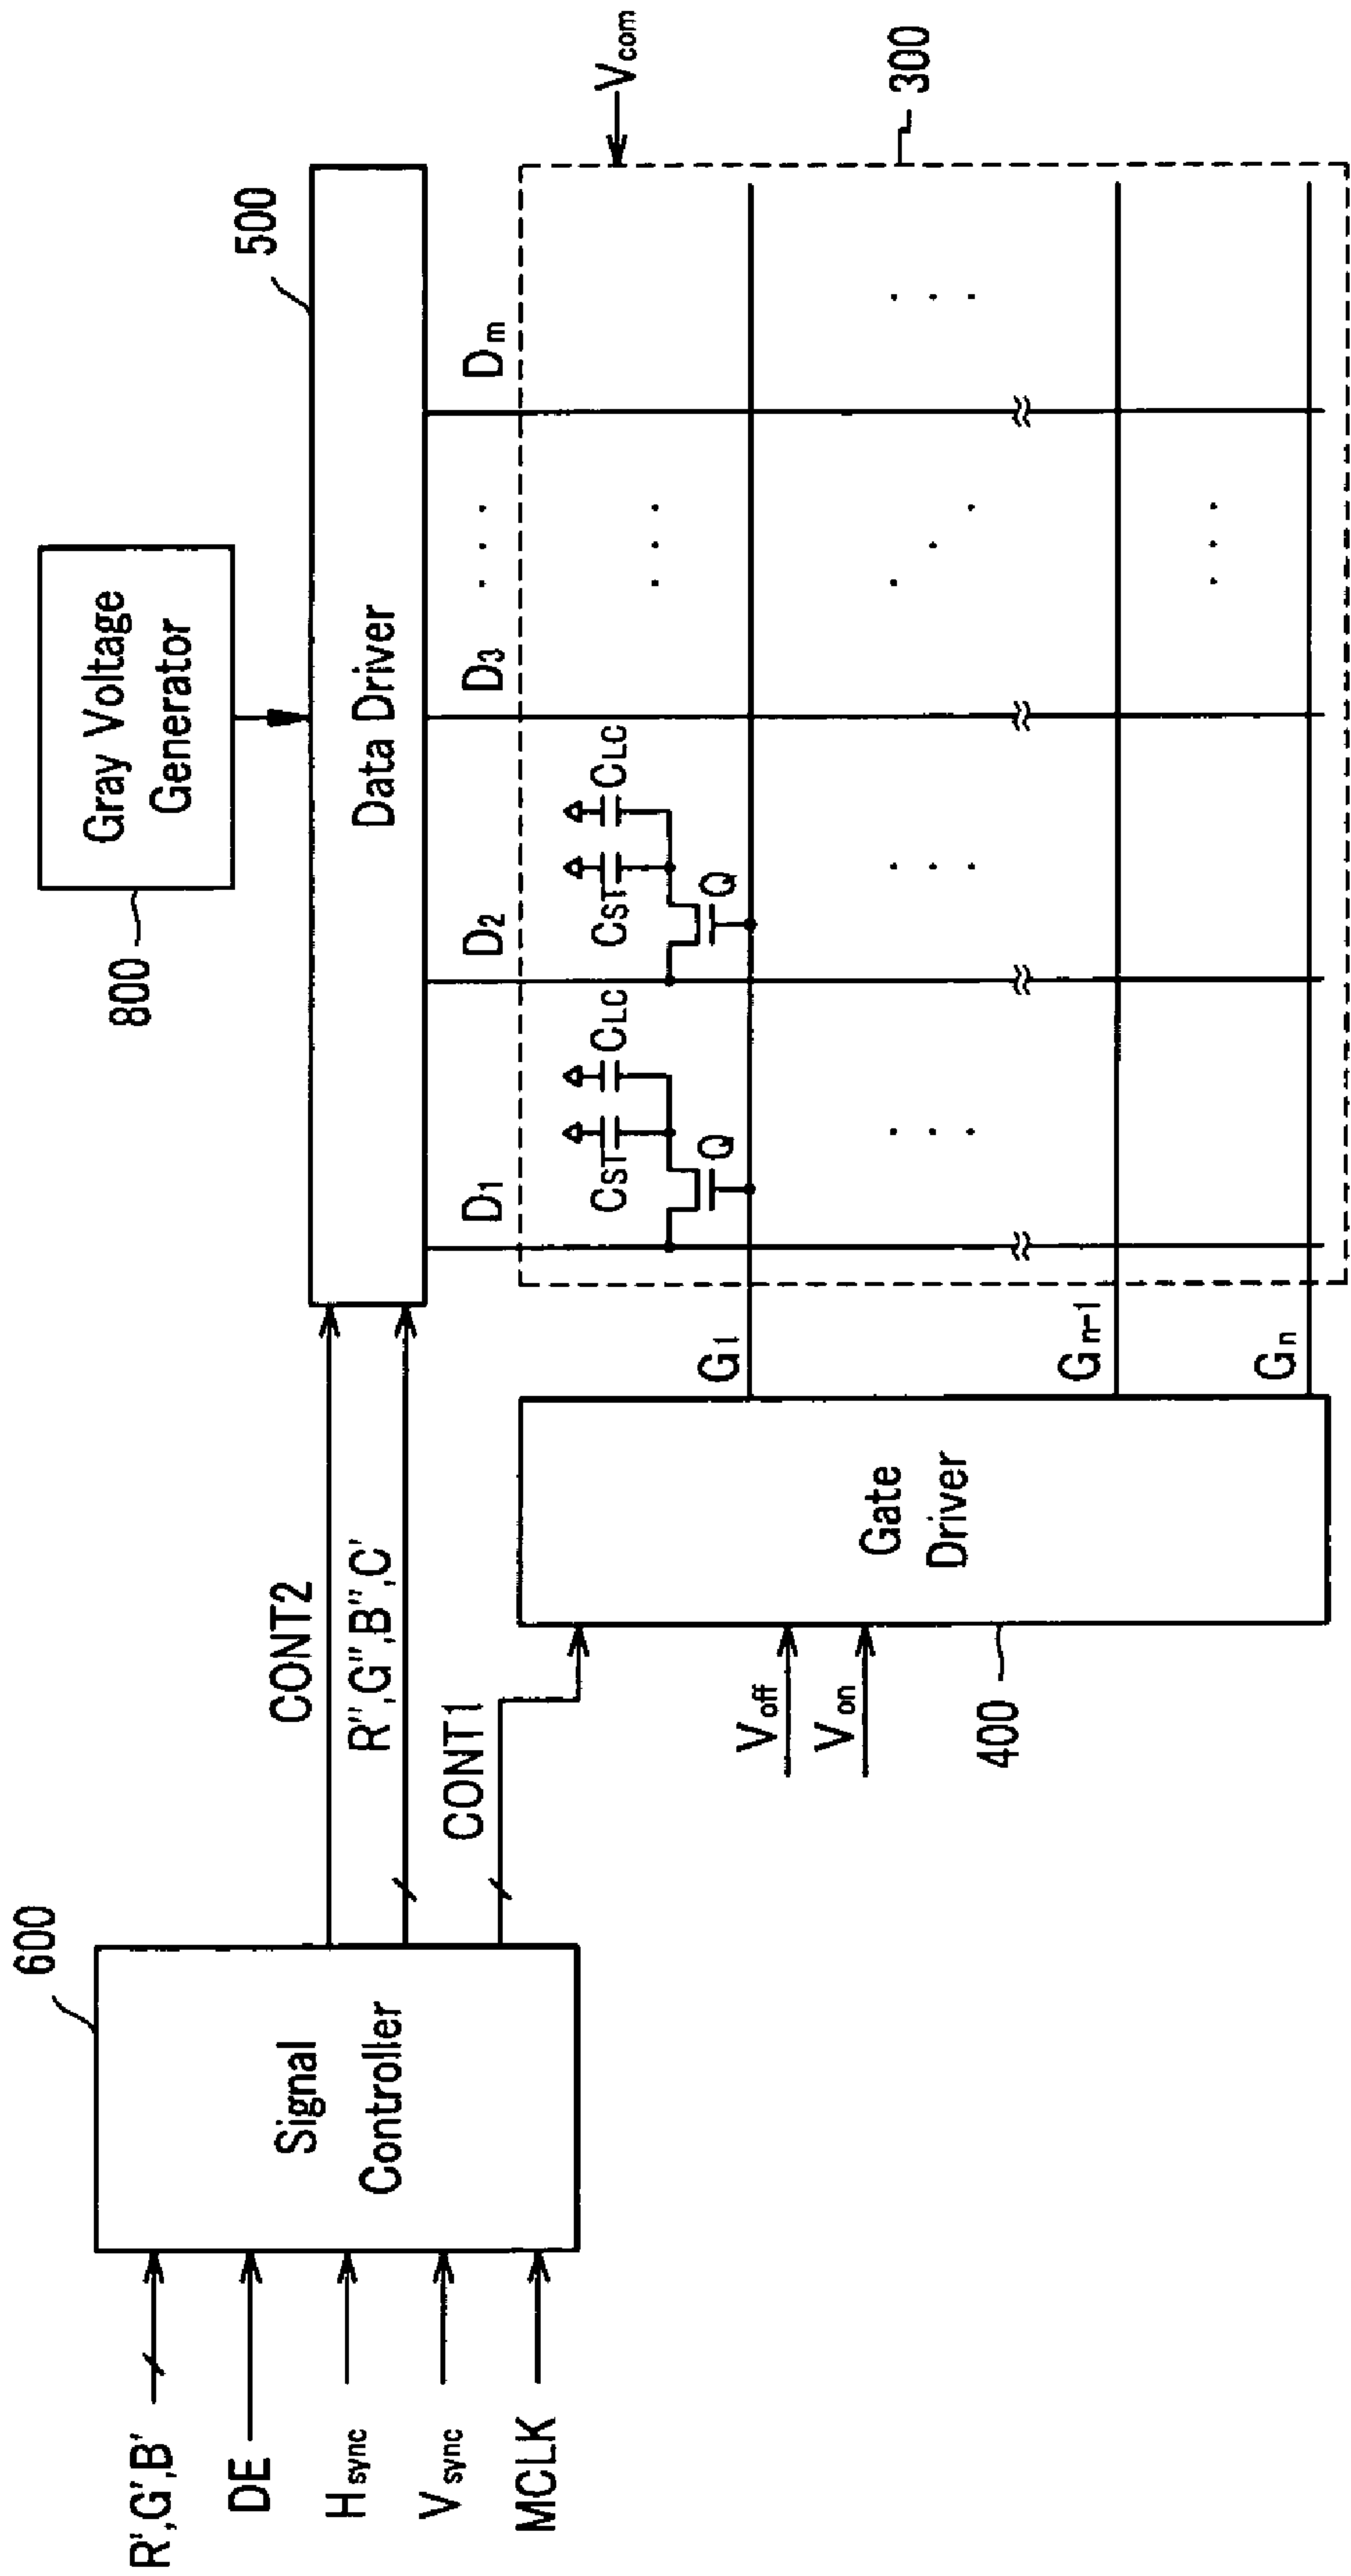 800
Gray Voltage
Generator
600
500
R',G',B'
DE
Hsync
Vsync
MCLK
Signal
Controller
CONT2
R'',G'',B'',C'
CONT1
Data Driver
D1
D2
D3
Dm
Voff
Von
400
Gate
Driver
G1
Gn-1
Gn
CST
CLC
Q
CST
CLC
Q
Vcom
300